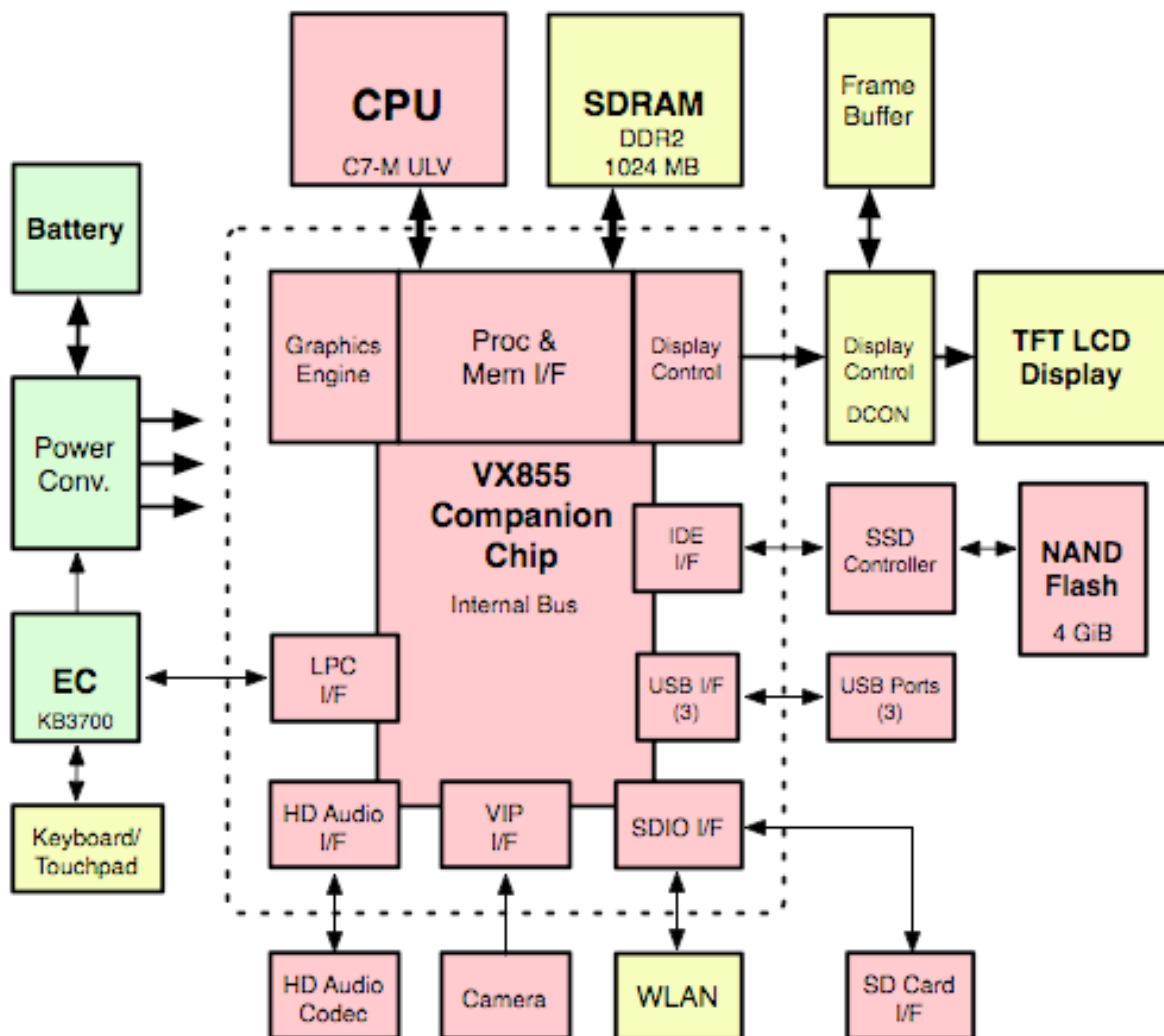 CPU
C7-M ULV
SDRAM
DDR2
1024 MB
Frame
Buffer
Battery
Graphics
Engine
Proc &
Mem I/F
Display
Control
Display
Control
DCON
TFT LCD
Display
Power
Conv.
VX855
Companion
Chip
Internal Bus
IDE
I/F
SSD
Controller
NAND
Flash
4 GiB
EC
KB3700
LPC
I/F
USB I/F
(3)
USB Ports
(3)
Keyboard/
Touchpad
HD Audio
I/F
VIP
I/F
SDIO I/F
HD Audio
Codec
Camera
WLAN
SD Card
I/F